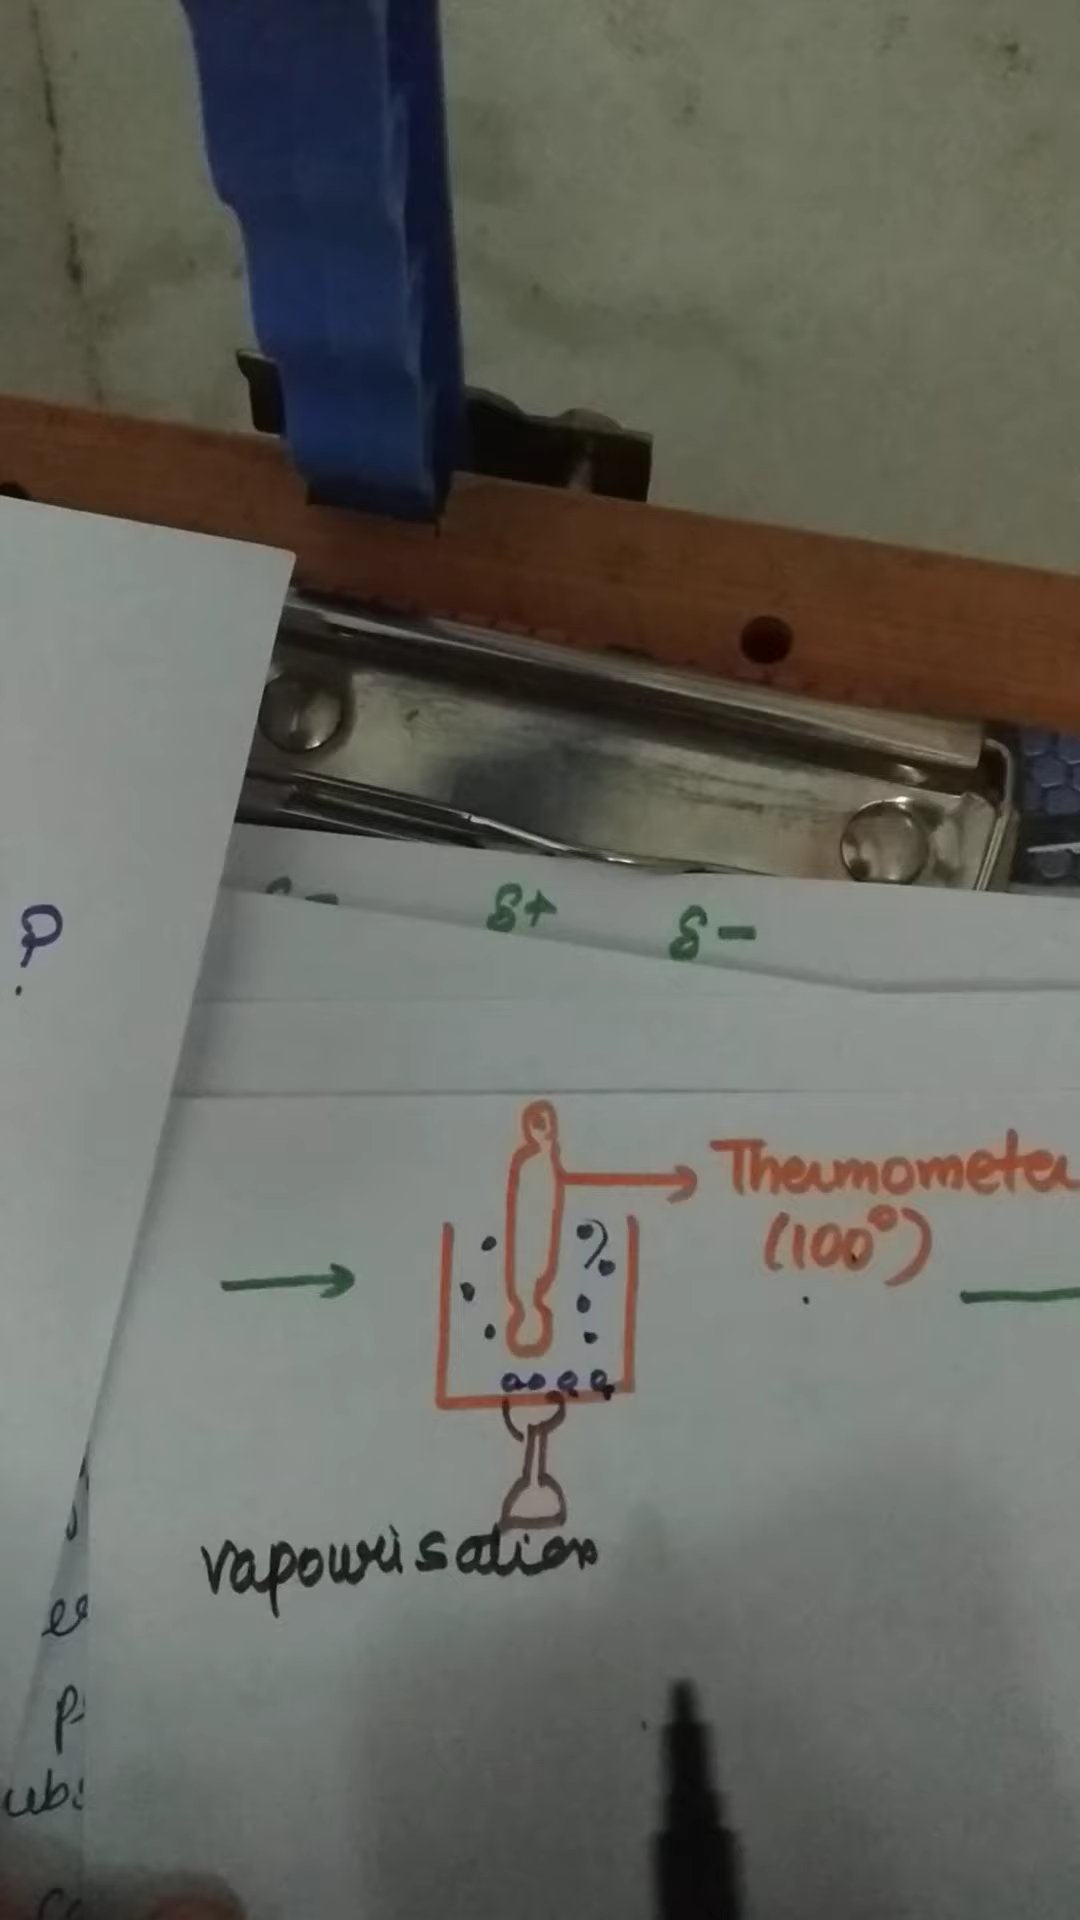 ?
δ+ δ-
Thermometer
(100°)
vapourisation